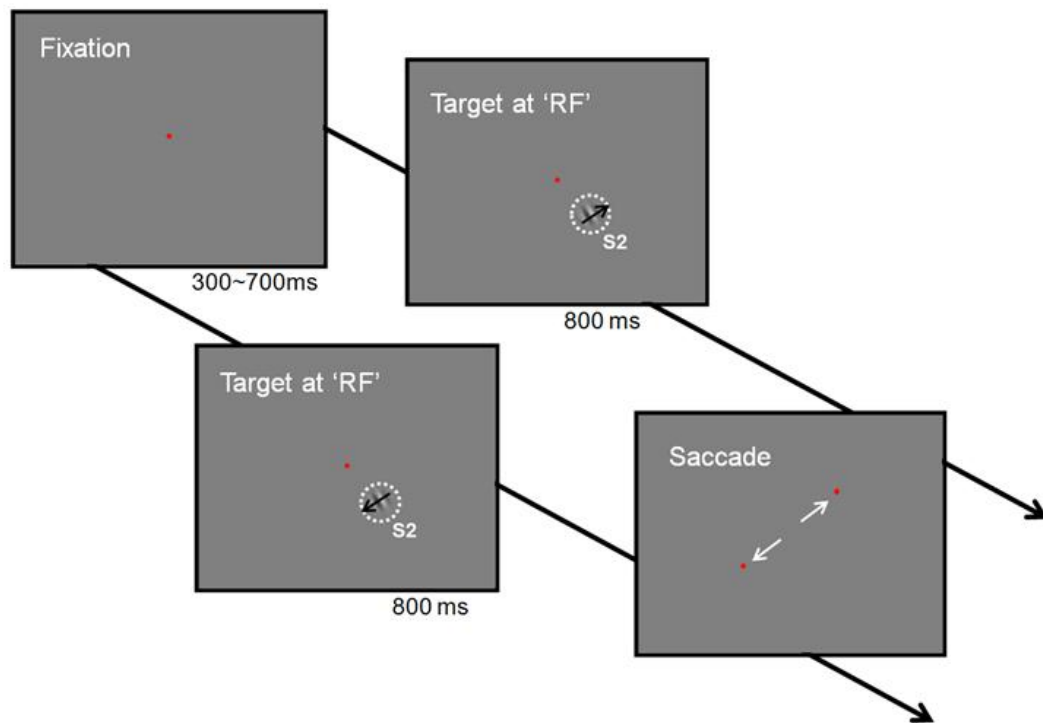 Fixation
300~700ms
Target at ‘RF’
S2
800 ms
Target at ‘RF’
S2
800 ms
Saccade